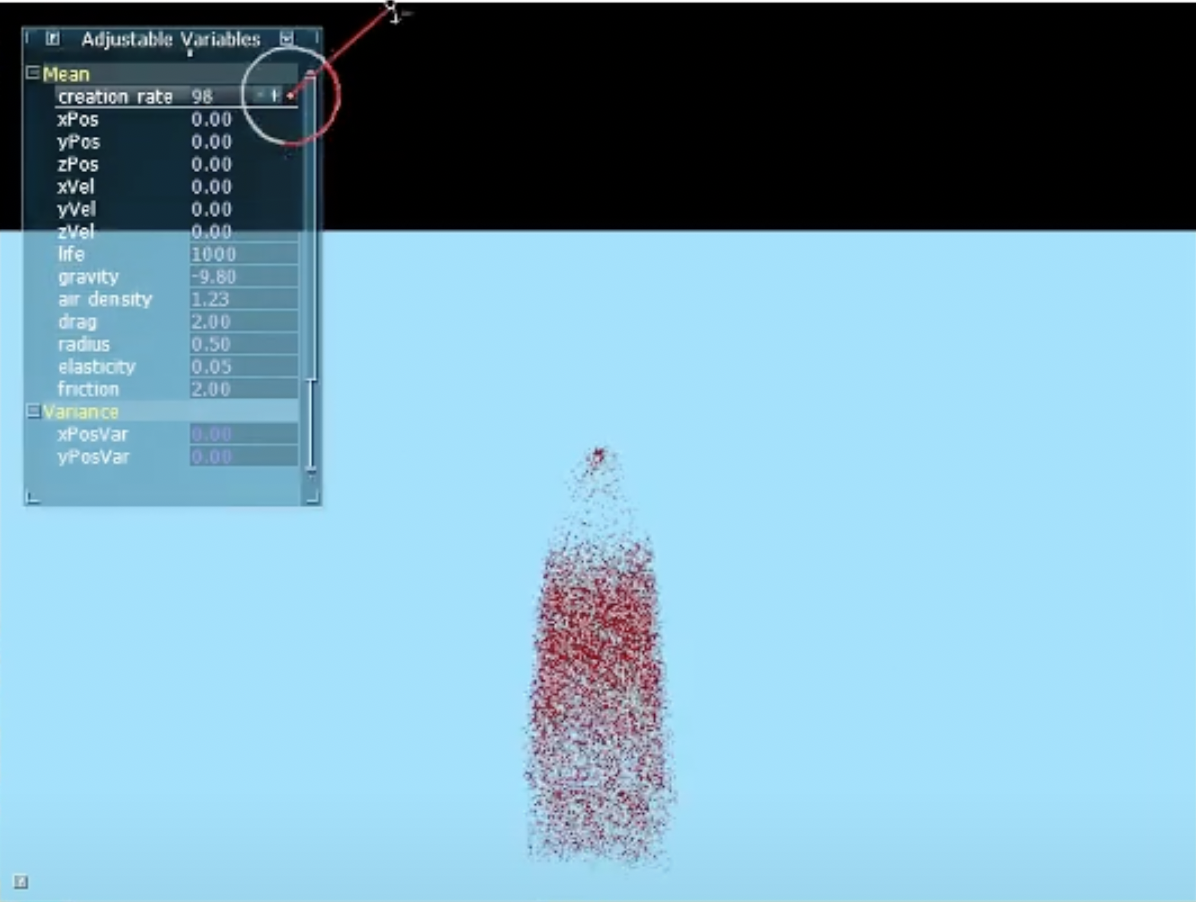 Adjustable Variables
Mean
creation rate 98
xPos 0.00
yPos 0.00
zPos 0.00
xVel 0.00
yVel 0.00
zVel 0.00
life 1000
gravity -9.80
air density 1.23
drag 2.00
radius 0.50
elasticity 0.05
friction 2.00
Variance
xPosVar 0.00
yPosVar 0.00